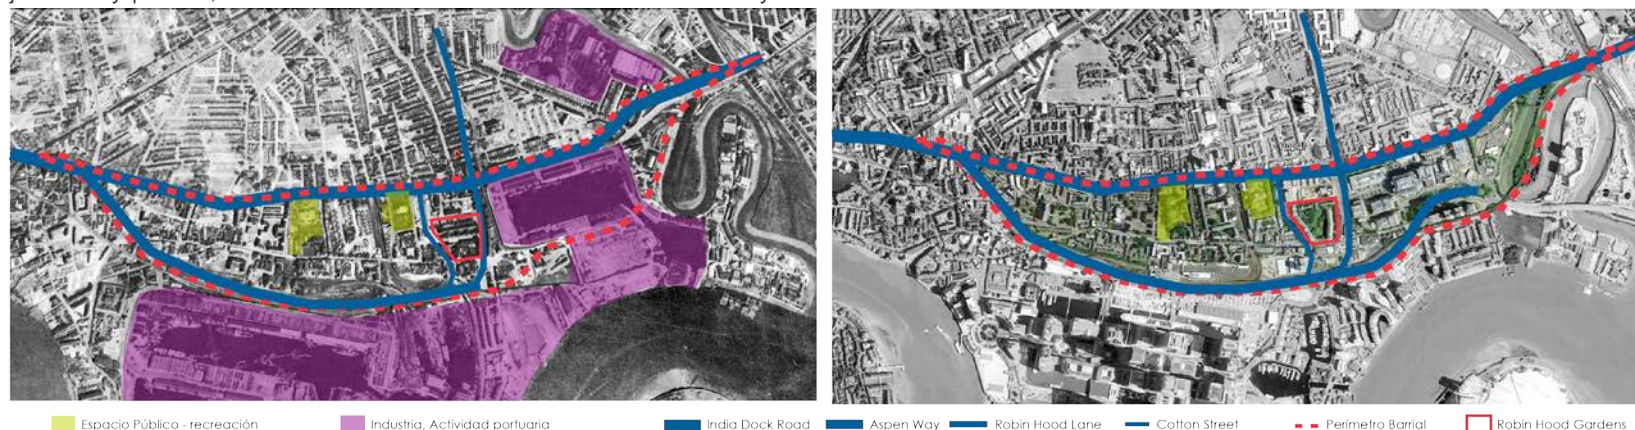 Espacio Público - recreación
Industria, Actividad portuaria
India Dock Road
Aspen Way
Robin Hood Lane
Cotton Street
Perímetro Barrial
Robin Hood Gardens